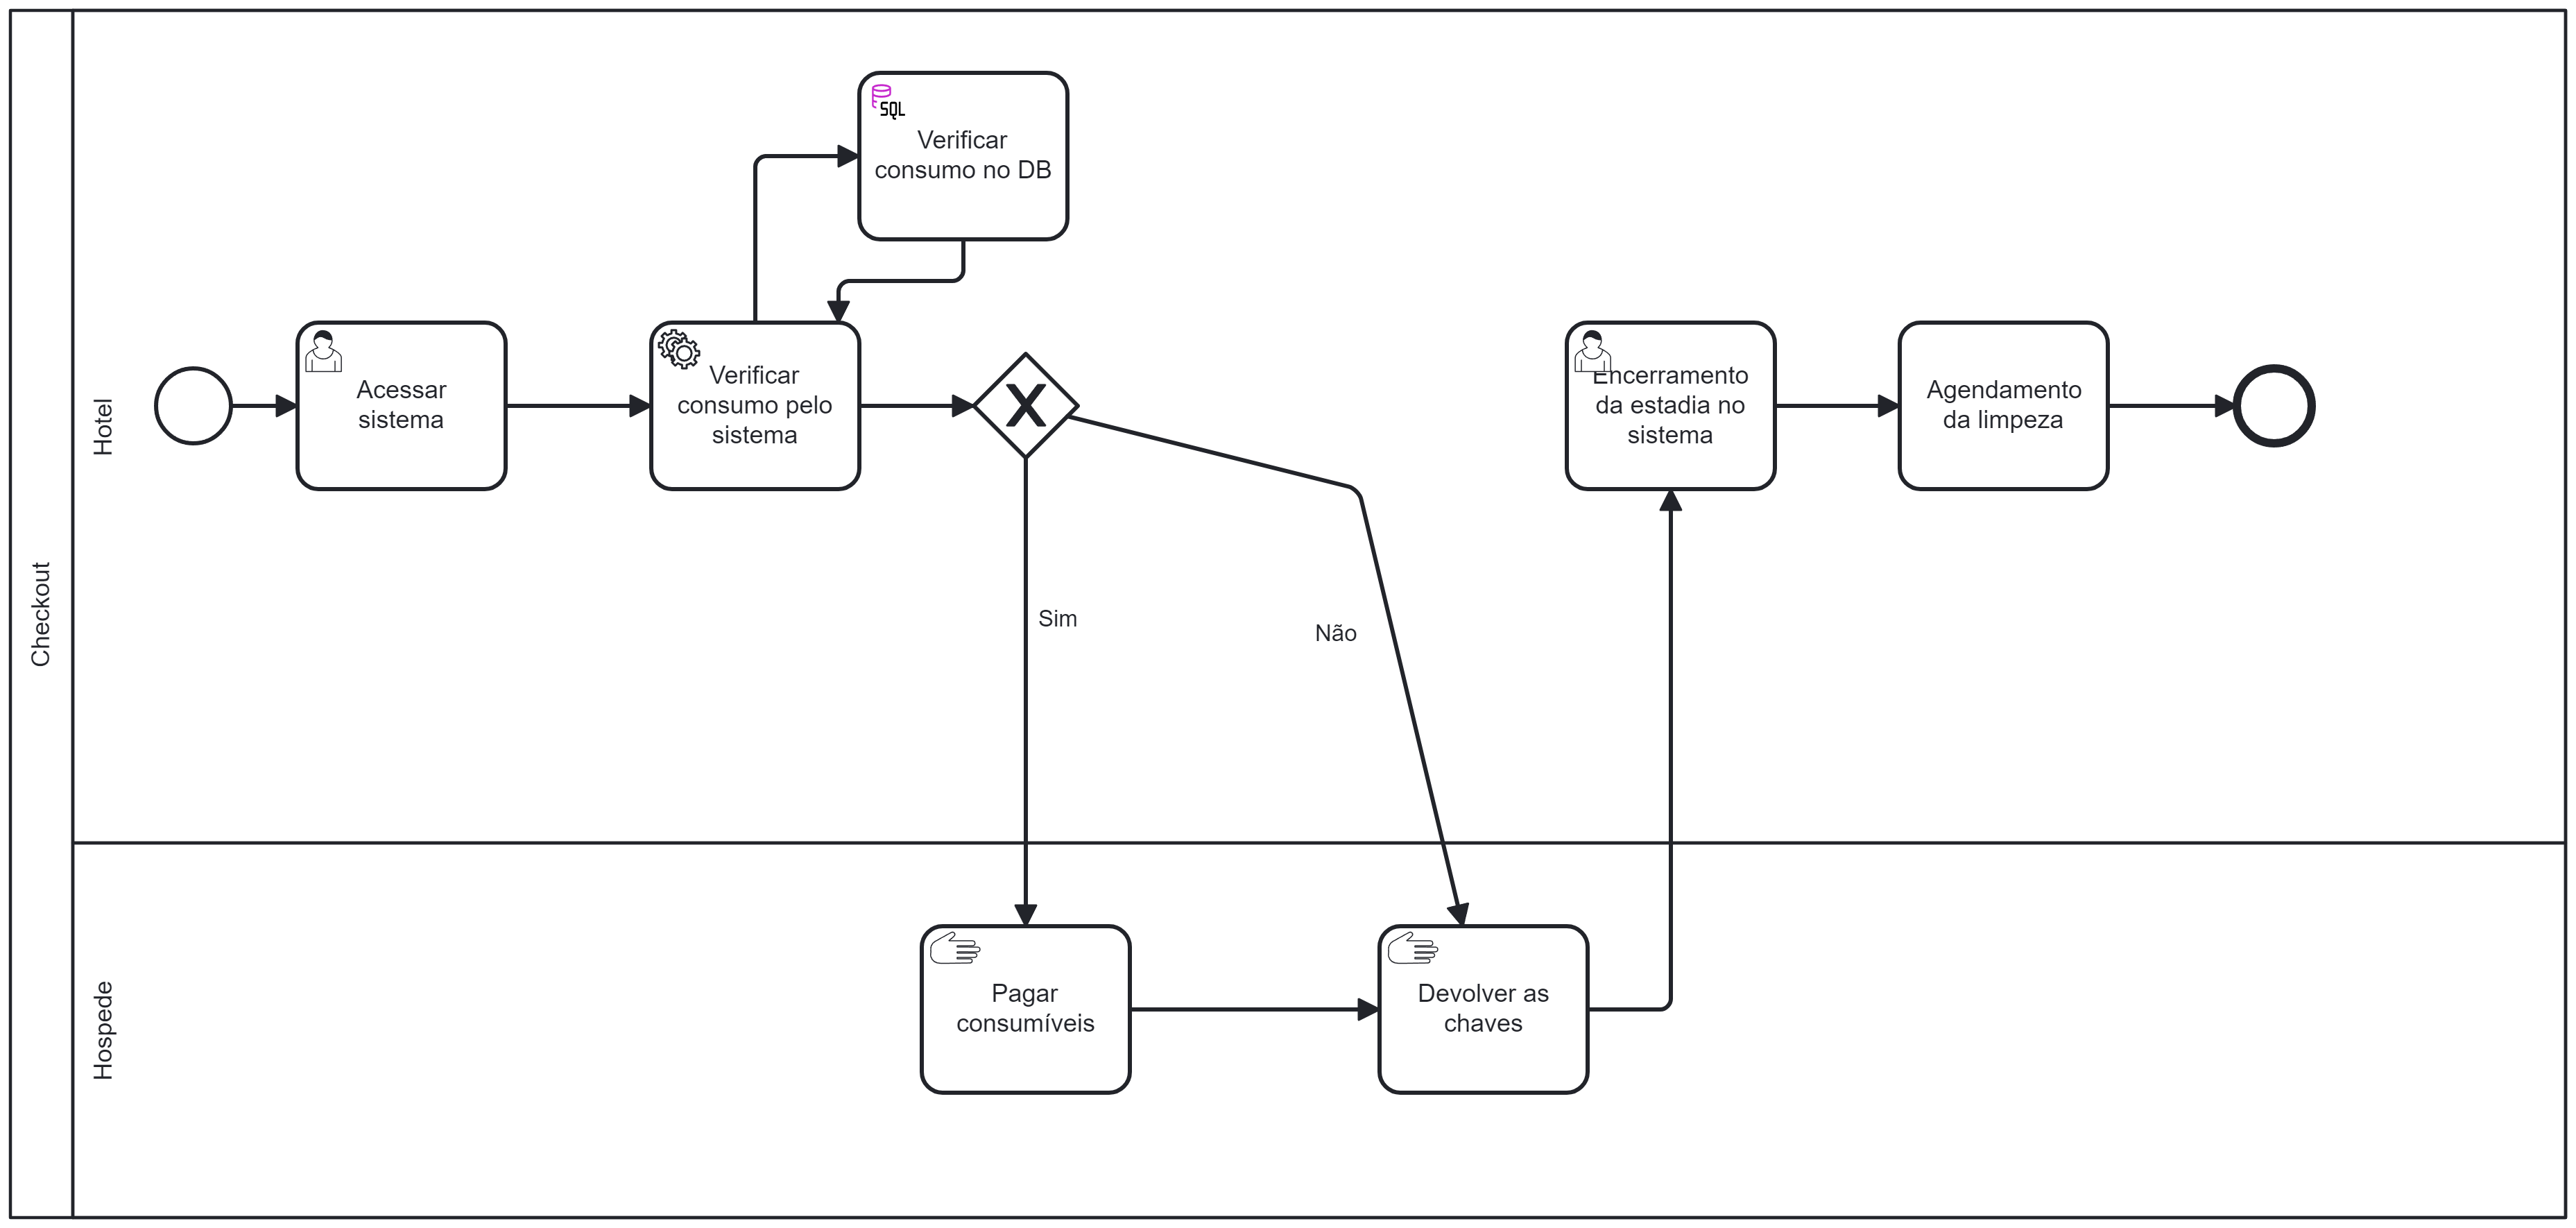 Checkout
Hotel
SQL
Verificar
consumo no DB
Acessar
sistema
Verificar
consumo pelo
sistema
X
Encerramento
da estadia no
sistema
Agendamento
da limpeza
Sim
Não
Hospede
Pagar
consumíveis
Devolver as
chaves